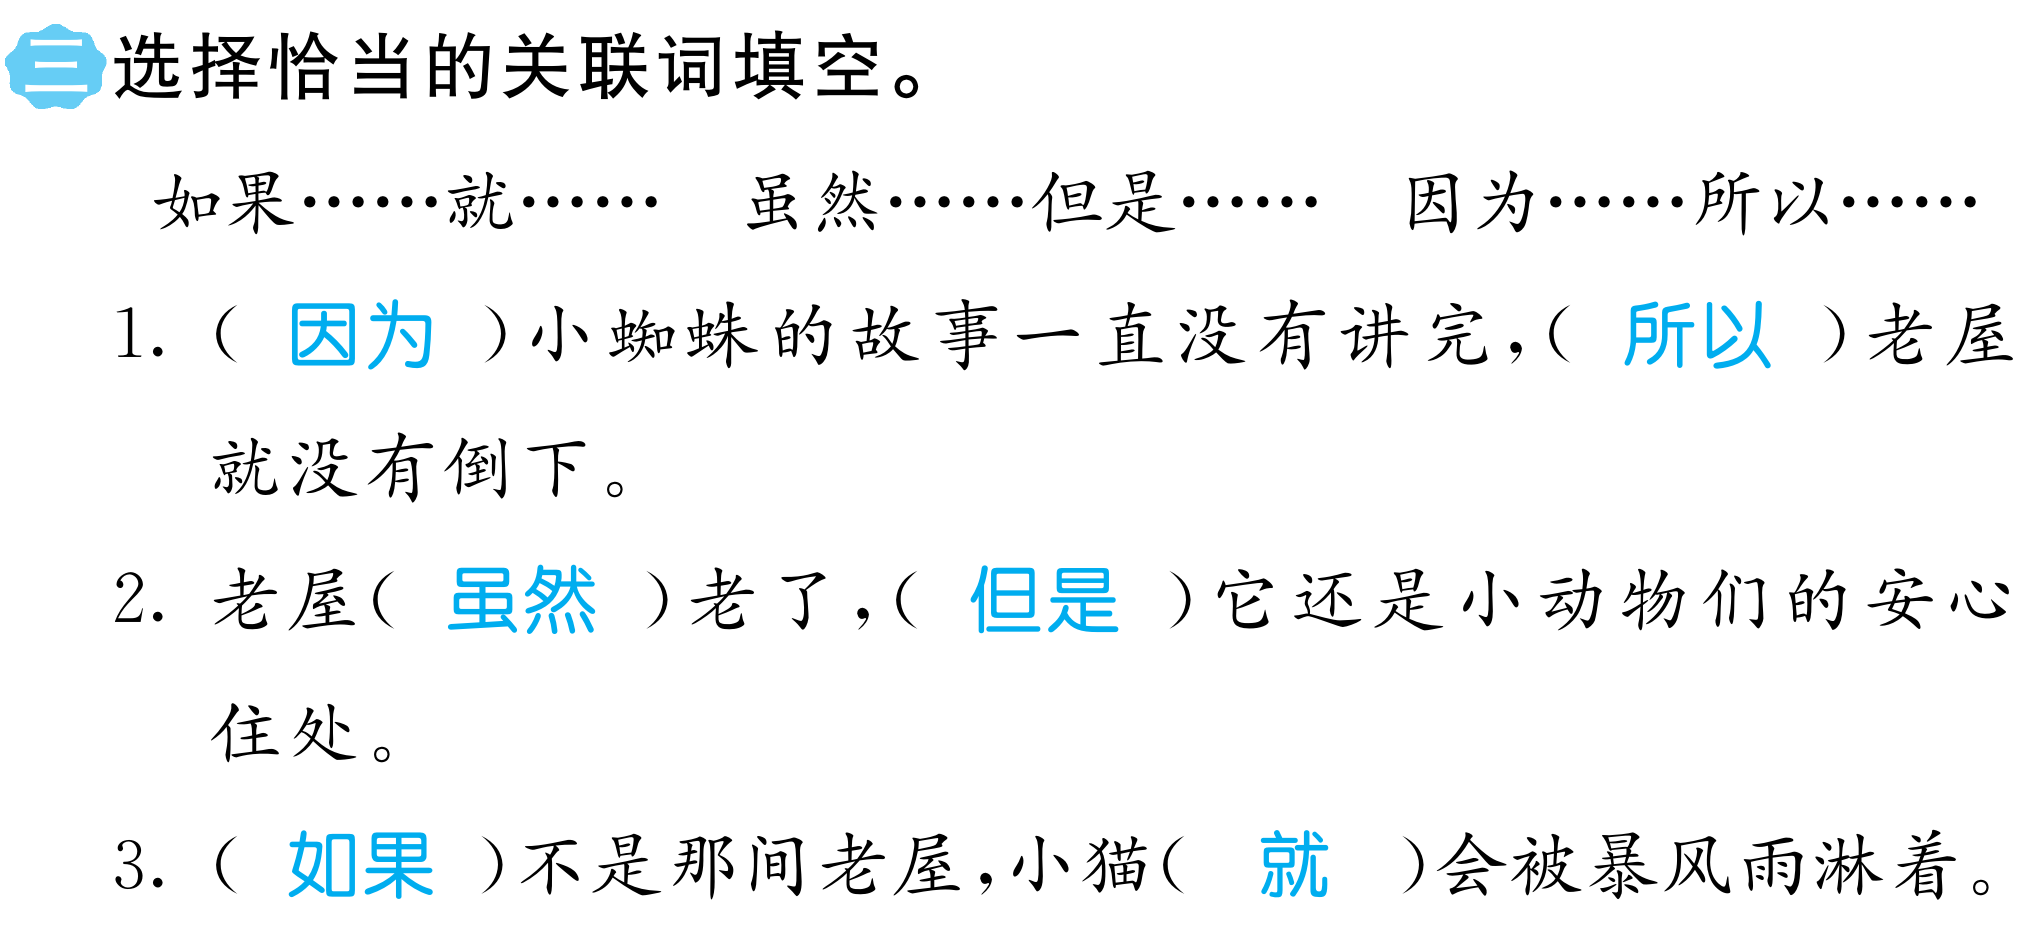 三 选择恰当的关联词填空。
如果……就…… 虽然……但是…… 因为……所以……
1. ( 因为 )小蜘蛛的故事一直没有讲完,( 所以 )老屋
就没有倒下。
2. 老屋( 虽然 )老了,( 但是 )它还是小动物们的安心
住处。
3. ( 如果 )不是那间老屋,小猫( 就 )会被暴风雨淋着。